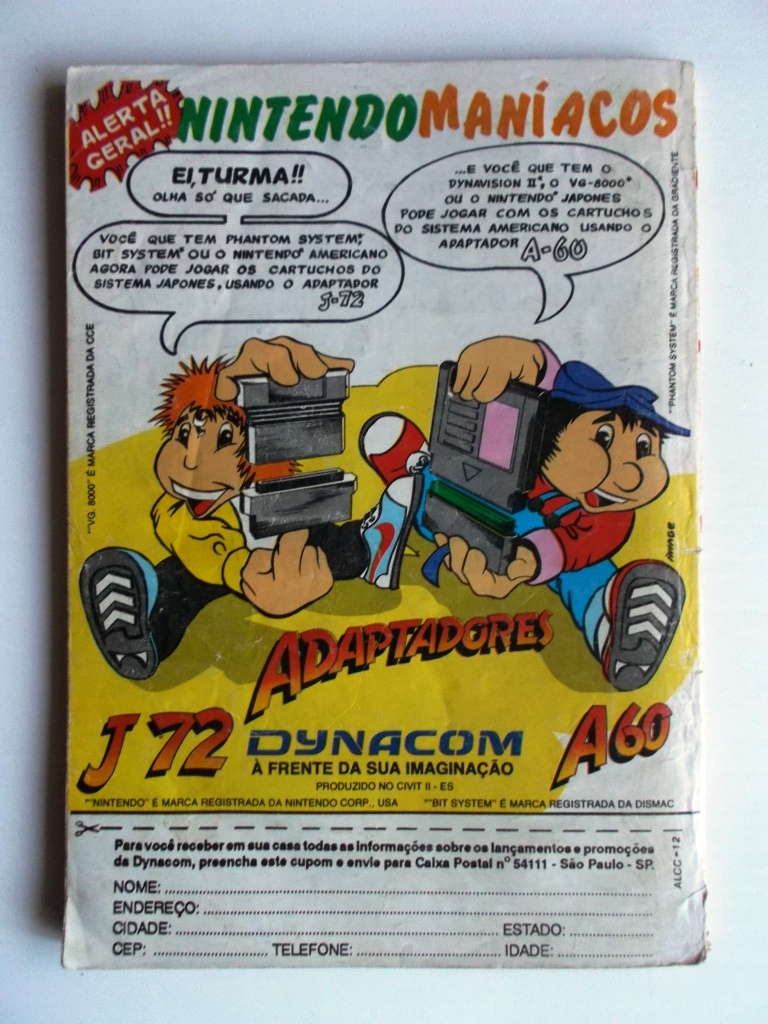 ALERTA
GERAL!!
NINTENDOMANÍACOS
EI, TURMA!!
OLHA SÓ QUE SACADA...
VOCÊ QUE TEM PHANTOM SYSTEM*,
BIT SYSTEM* OU O NINTENDO* AMERICANO
AGORA PODE JOGAR OS CARTUCHOS DO
SISTEMA JAPONES, USANDO O ADAPTADOR
J-72
...E VOCÊ QUE TEM O
DYNAVISION II*, O VG-8000*
OU O NINTENDO* JAPONES
PODE JOGAR COM OS CARTUCHOS
DO SISTEMA AMERICANO USANDO O
ADAPTADOR A-60
"*VG. 8000" É MARCA REGISTRADA DA CCE
"*PHANTOM SYSTEM" É MARCA REGISTRADA DA GRADIENTE
IMAGE
ADAPTADORES
J 72
DYNACOM
A60
À FRENTE DA SUA IMAGINAÇÃO
PRODUZIDO NO CIVIT II - ES
"*NINTENDO" É MARCA REGISTRADA DA NINTENDO CORP., USA
"*BIT SYSTEM" É MARCA REGISTRADA DA DISMAC
Para você receber em sua casa todas as informações sobre os lançamentos e promoções
da Dynacom, preencha este cupom e envie para Caixa Postal nº 54111 - São Paulo - SP.
ALCC-12
NOME:
ENDEREÇO:
CIDADE: ESTADO:
CEP: TELEFONE: IDADE: